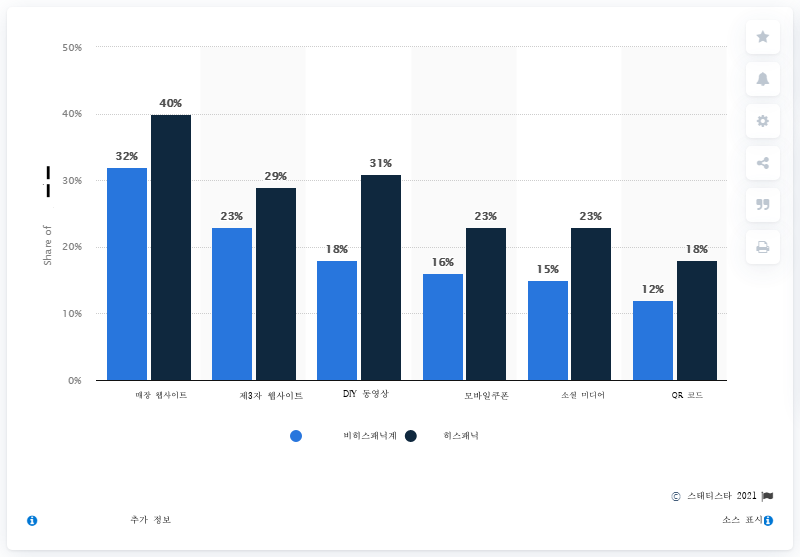 50%
40%
30%
20%
10%
0%
Share of
32%
40%
23%
29%
18%
31%
16%
23%
15%
23%
12%
18%
매장 웹사이트
제3자 웹사이트
DIY 동영상
모바일쿠폰
소셜 미디어
QR 코드
비히스패닉계
히스패닉
© 스태티스타 2021
추가 정보
소스 표시